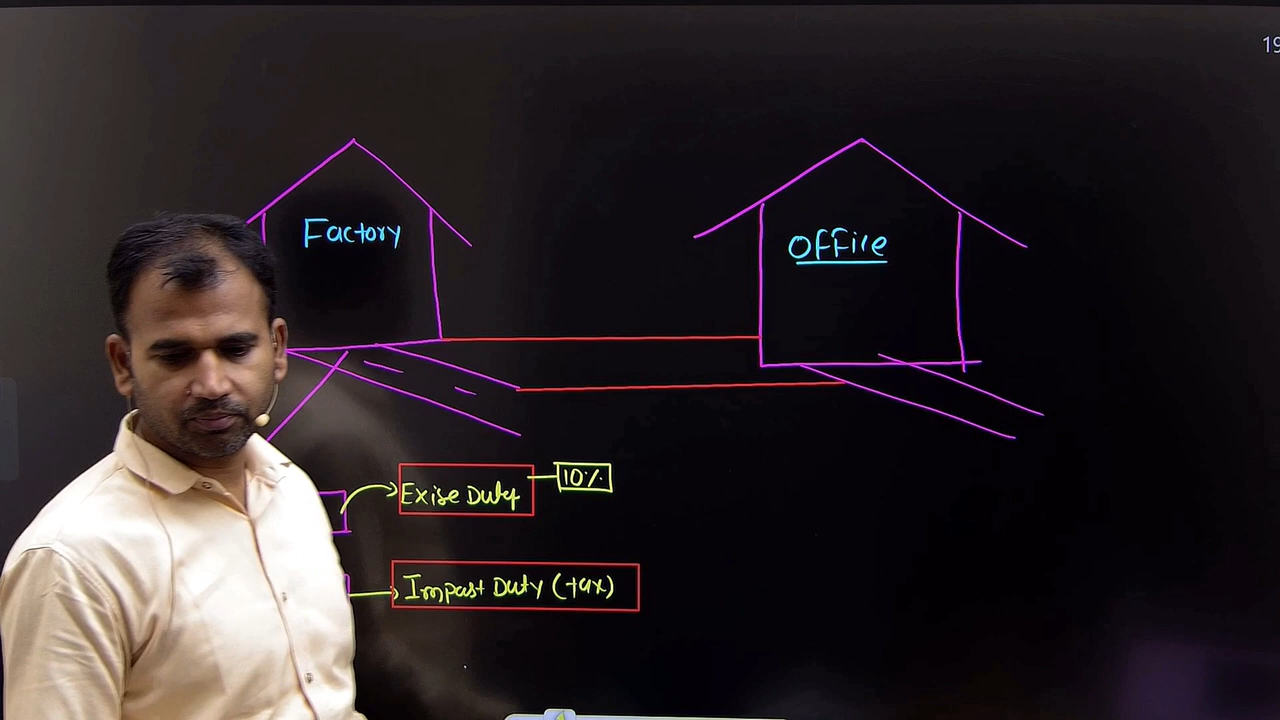 19
Factory
Office
Exise Duty
10%
Impast Duty (tax)